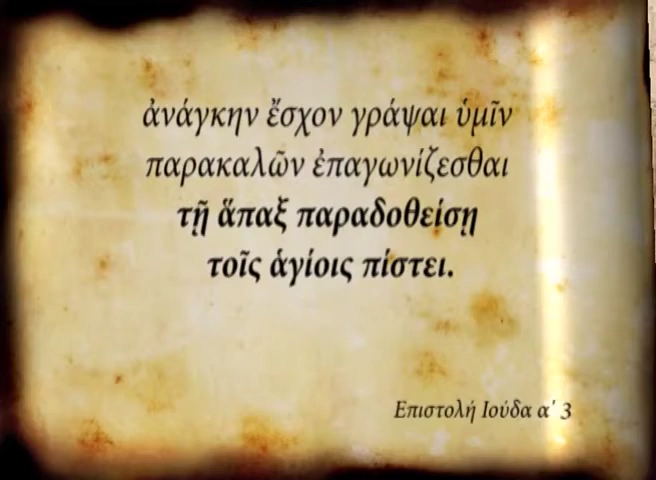 ἀνάγκην ἔσχον γράψαι ὑμῖν
παρακαλῶν ἐπαγωνίζεσθαι
τῇ ἅπαξ παραδοθείσῃ
τοῖς ἁγίοις πίστει.
Επιστολή Ιούδα α΄ 3